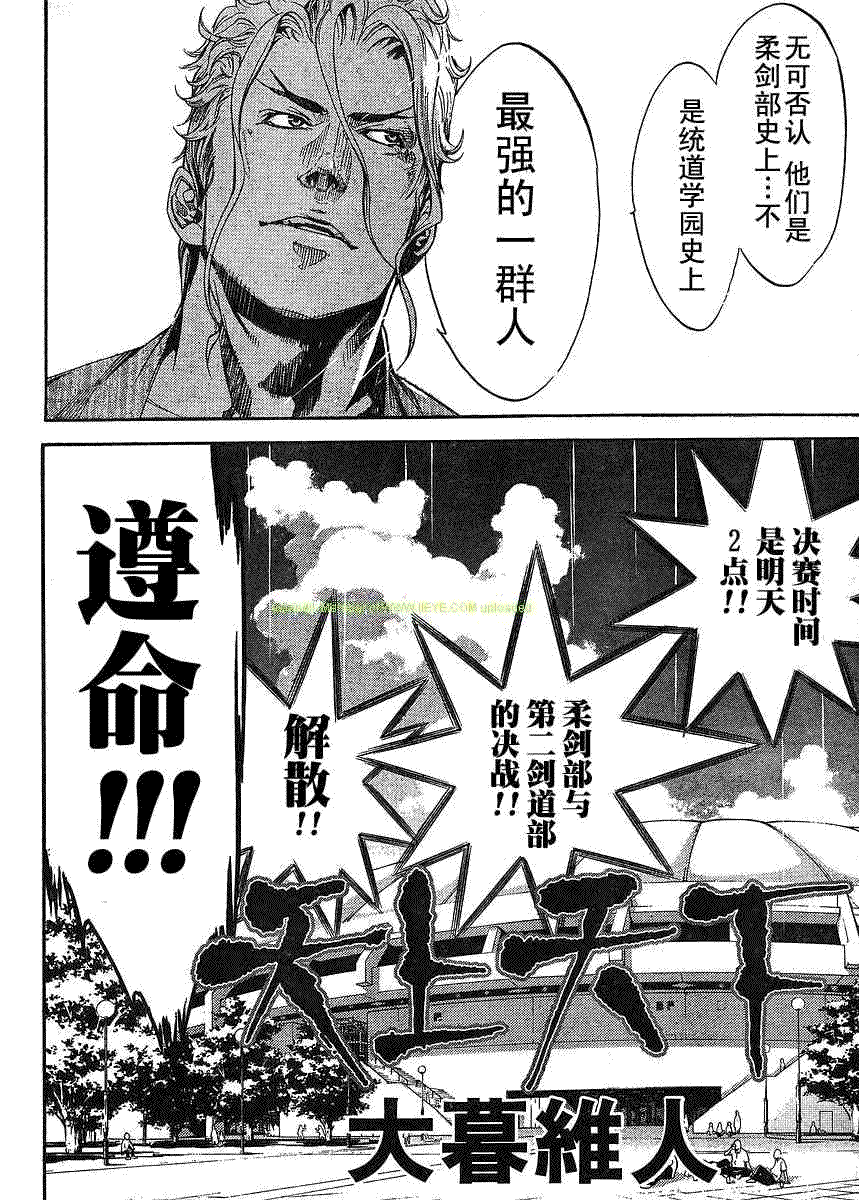 无可否认 他们是
柔剑部史上…不
是统道学园史上
最强的一群人
决赛时间
是明天
2点!!
柔剑部与
第二剑道部
的决战!!
解散!!
遵命!!!
天上天下
大暮維人